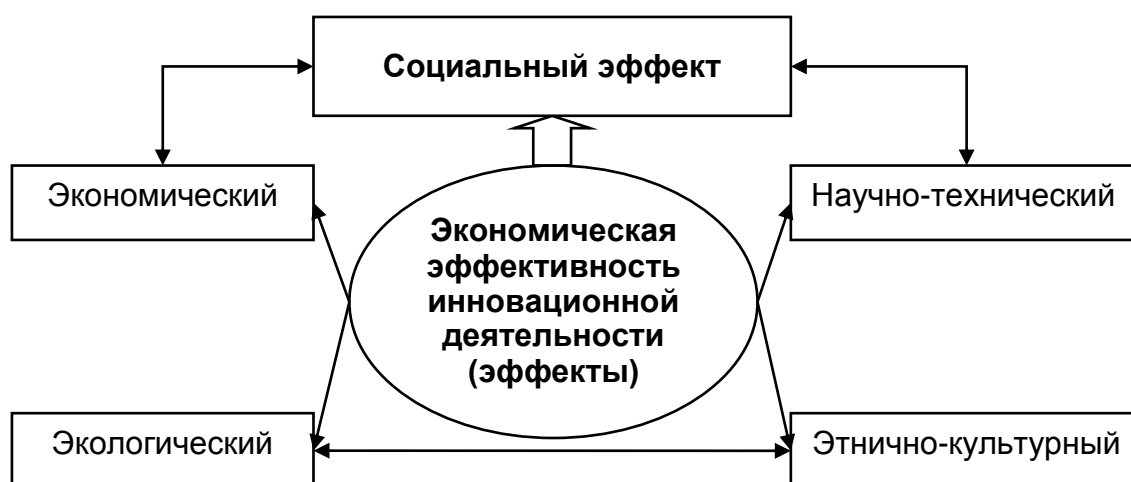 Социальный эффект
Экономический
Научно-технический
Экономическая
эффективность
инновационной
деятельности
(эффекты)
Экологический
Этнично-культурный